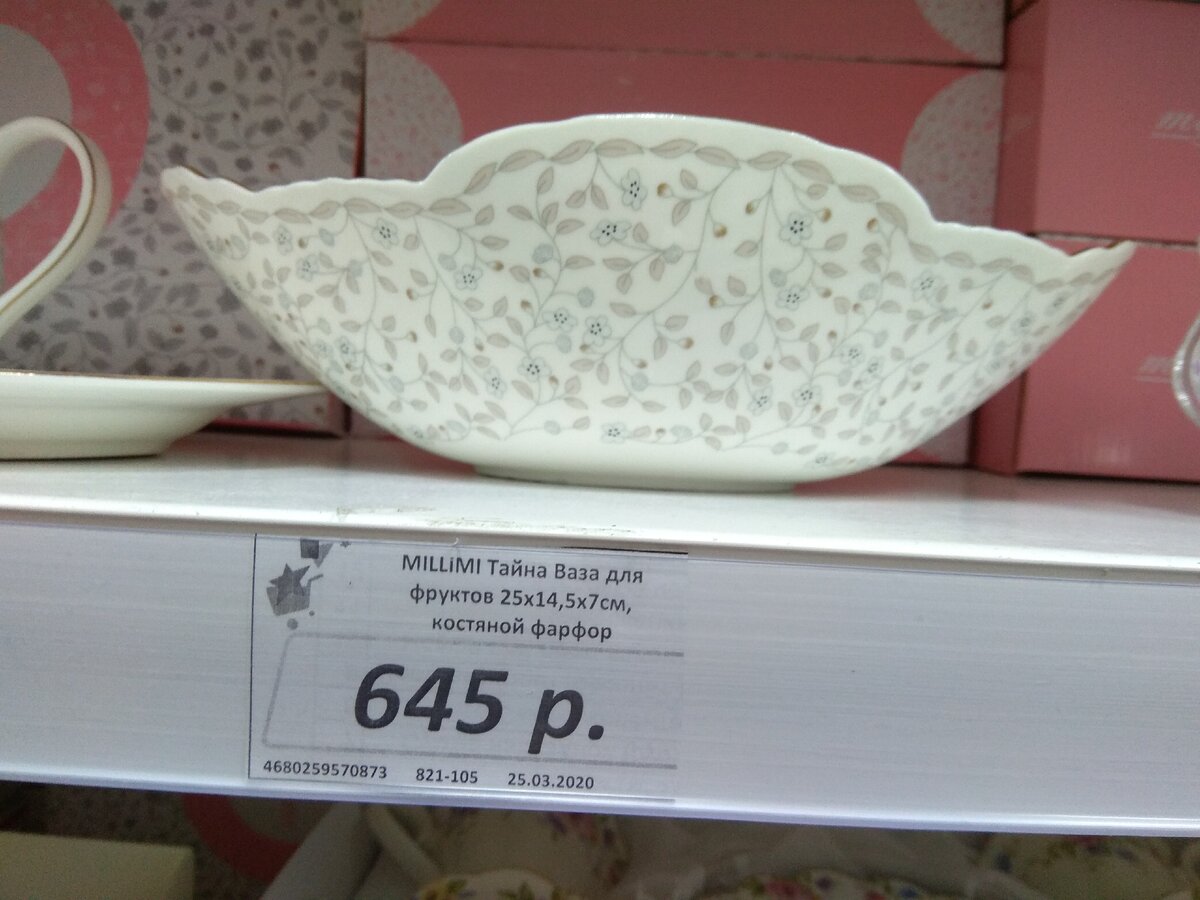 MILLiMI Тайна Ваза для
фруктов 25х14,5х7см,
костяной фарфор
645 р.
4680259570873 821-105 25.03.2020